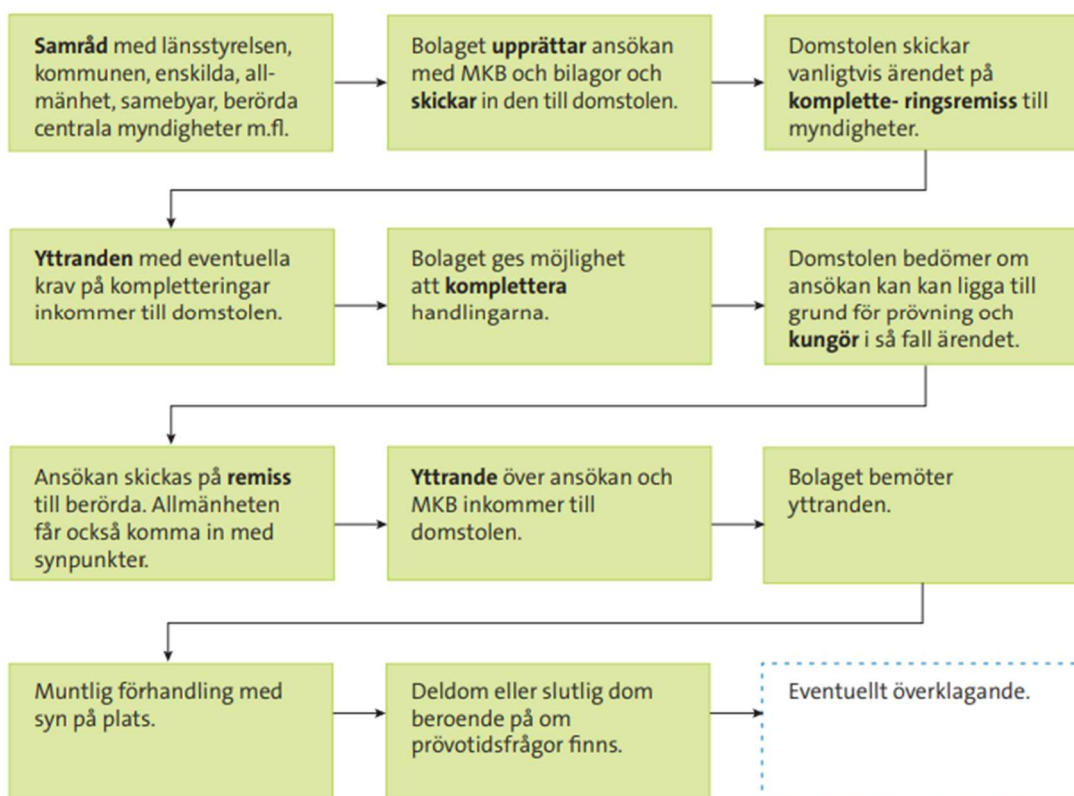 Samråd med länsstyrelsen,
kommunen, enskilda, all-
mänhet, samebyar, berörda
centrala myndigheter m.fl.
Bolaget upprättar ansökan
med MKB och bilagor och
skickar in den till domstolen.
Domstolen skickar
vanligtvis ärendet på
komplette- ringsremiss till
myndigheter.
Yttranden med eventuella
krav på kompletteringar
inkommer till domstolen.
Bolaget ges möjlighet
att komplettera
handlingarna.
Domstolen bedömer om
ansökan kan kan ligga till
grund för prövning och
kungör i så fall ärendet.
Ansökan skickas på remiss
till berörda. Allmänheten
får också komma in med
synpunkter.
Yttrande över ansökan och
MKB inkommer till
domstolen.
Bolaget bemöter
yttranden.
Muntlig förhandling med
syn på plats.
Deldom eller slutlig dom
beroende på om
prövotidsfrågor finns.
Eventuellt överklagande.